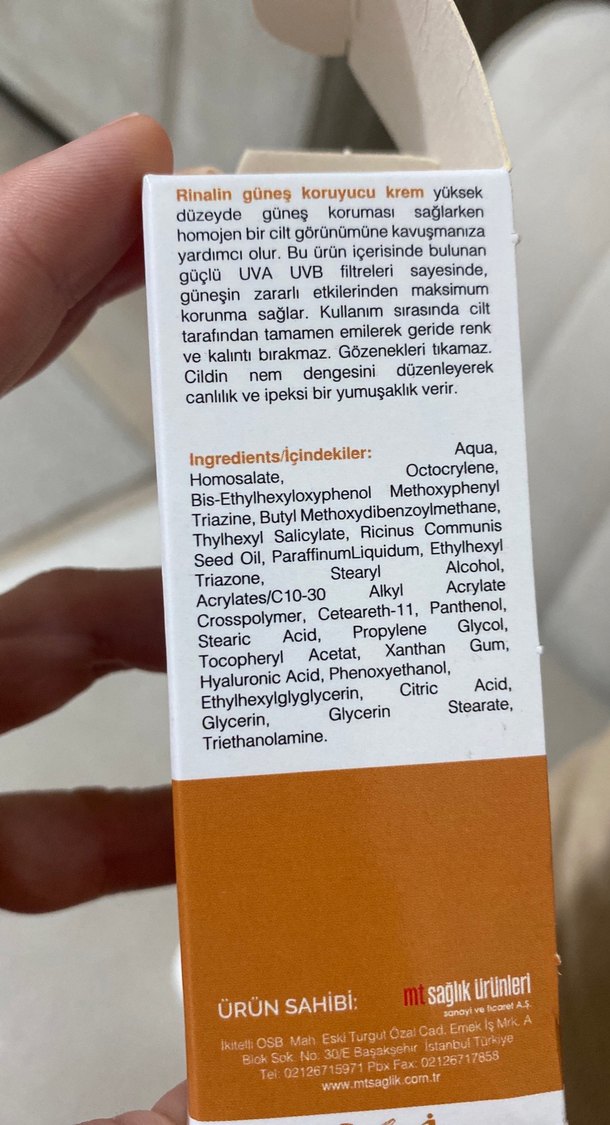 Rinalin güneş koruyucu krem yüksek
düzeyde güneş koruması sağlarken
homojen bir cilt görünümüne kavuşmanıza
yardımcı olur. Bu ürün içerisinde bulunan
güçlü UVA UVB filtreleri sayesinde,
güneşin zararlı etkilerinden maksimum
korunma sağlar. Kullanım sırasında cilt
tarafından tamamen emilerek geride renk
ve kalıntı bırakmaz. Gözenekleri tıkamaz.
Cildin nem dengesini düzenleyerek
canlılık ve ipeksi bir yumuşaklık verir.
Ingredients/İçindekiler: Aqua,
Homosalate, Octocrylene,
Bis-Ethylhexyloxyphenol Methoxyphenyl
Triazine, Butyl Methoxydibenzoylmethane,
Thylhexyl Salicylate, Ricinus Communis
Seed Oil, ParaffinumLiquidum, Ethylhexyl
Triazone, Stearyl Alcohol,
Acrylates/C10-30 Alkyl Acrylate
Crosspolymer, Ceteareth-11, Panthenol,
Stearic Acid, Propylene Glycol,
Tocopheryl Acetat, Xanthan Gum,
Hyaluronic Acid, Phenoxyethanol,
Ethylhexylglyglycerin, Citric Acid,
Glycerin, Glycerin Stearate,
Triethanolamine.
ÜRÜN SAHİBİ: mt sağlık ürünleri
sanayi ve ticaret A.Ş.
İkitelli OSB. Mah. Eski Turgut Özal Cad. Emek İş Mrk. A
Blok Sok. No: 30/E Başakşehir İstanbul Türkiye
Tel: 02126715971 Pbx Fax: 02126717858
www.mtsaglik.com.tr